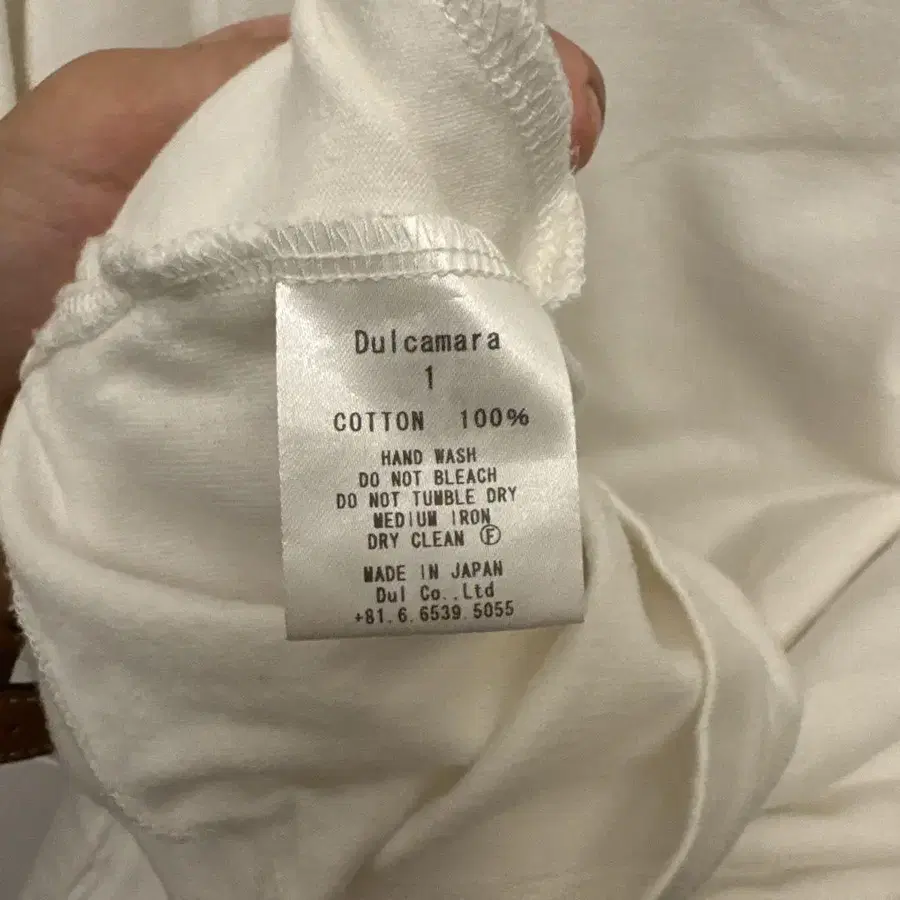 Dulcamara
1
COTTON 100%
HAND WASH
DO NOT BLEACH
DO NOT TUMBLE DRY
MEDIUM IRON
DRY CLEAN Ⓕ
MADE IN JAPAN
Dul Co.,Ltd
+81.6.6539.5055